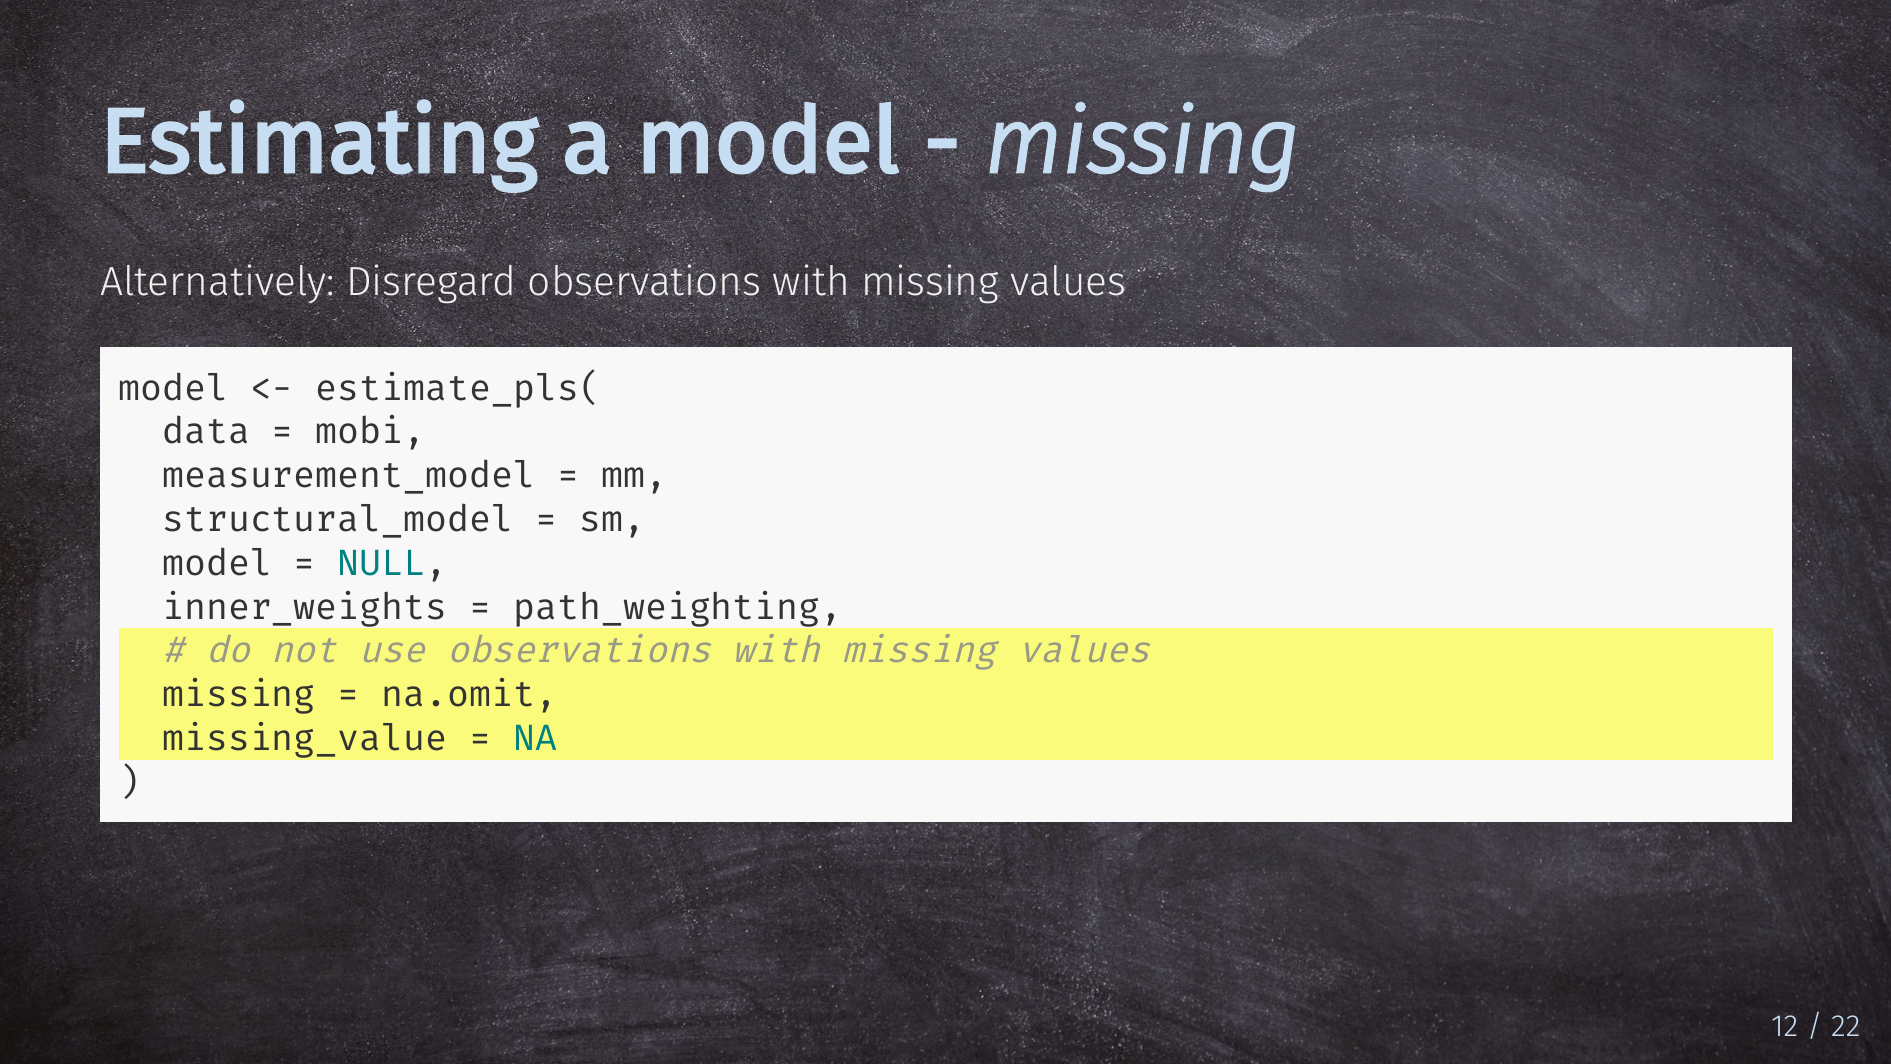 Estimating a model - missing
Alternatively: Disregard observations with missing values
model <- estimate_pls(
  data = mobi,
  measurement_model = mm,
  structural_model = sm,
  model = NULL,
  inner_weights = path_weighting,
  # do not use observations with missing values
  missing = na.omit,
  missing_value = NA
)
12 / 22